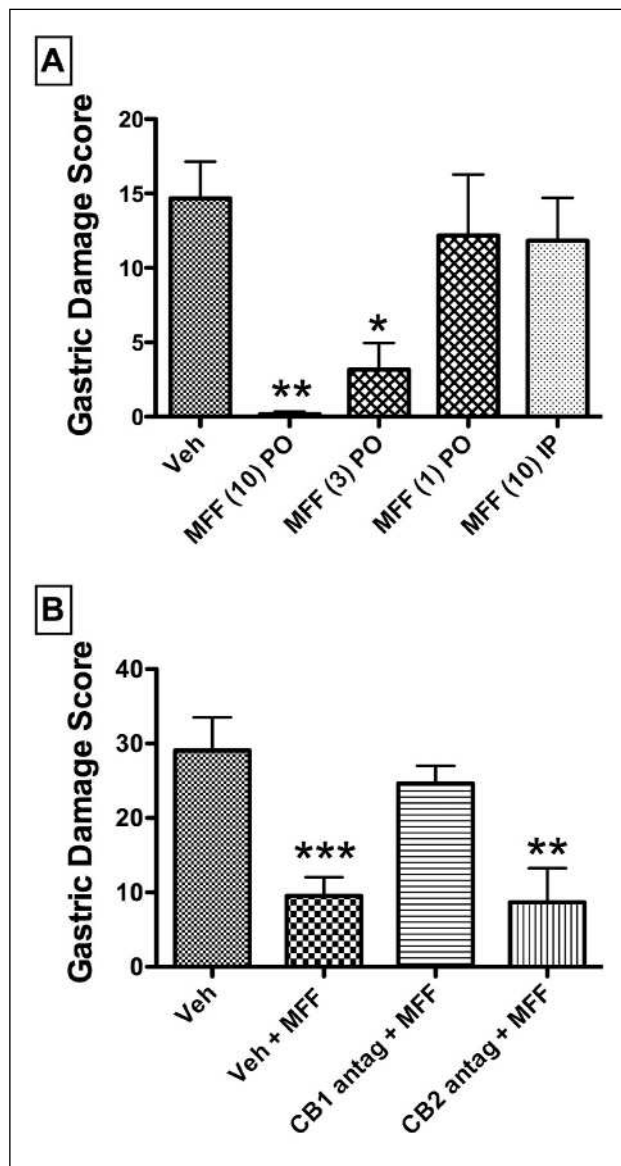 A
Gastric Damage Score
20
15
10
5
0
**
*
Veh
MFF (10) PO
MFF (3) PO
MFF (1) PO
MFF (10) IP
B
Gastric Damage Score
40
30
20
10
0
***
**
Veh
Veh + MFF
CB1 antag + MFF
CB2 antag + MFF